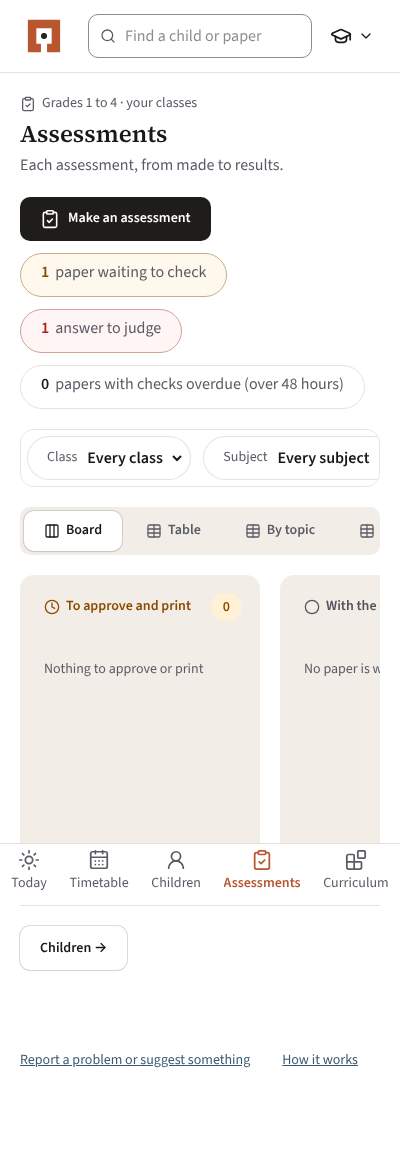 Find a child or paper
Grades 1 to 4 · your classes
Assessments
Each assessment, from made to results.
Make an assessment
1 paper waiting to check
1 answer to judge
0 papers with checks overdue (over 48 hours)
Class Every class Subject Every subject
Board Table By topic
To approve and print 0 With the
Nothing to approve or print No paper is w
Today Timetable Children Assessments Curriculum
Children →
Report a problem or suggest something How it works